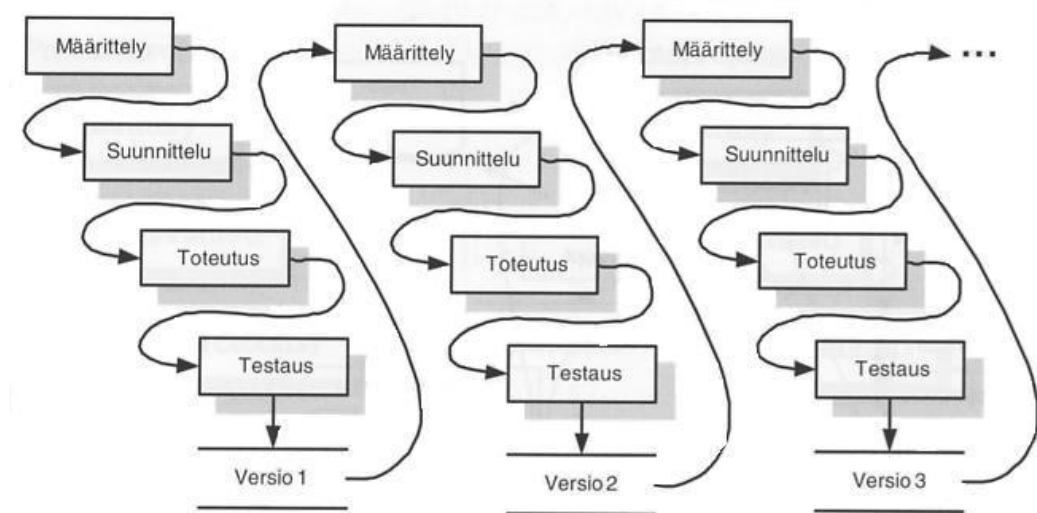 Määrittely
Suunnittelu
Toteutus
Testaus
Versio 1
Määrittely
Suunnittelu
Toteutus
Testaus
Versio 2
Määrittely
Suunnittelu
Toteutus
Testaus
Versio 3
...